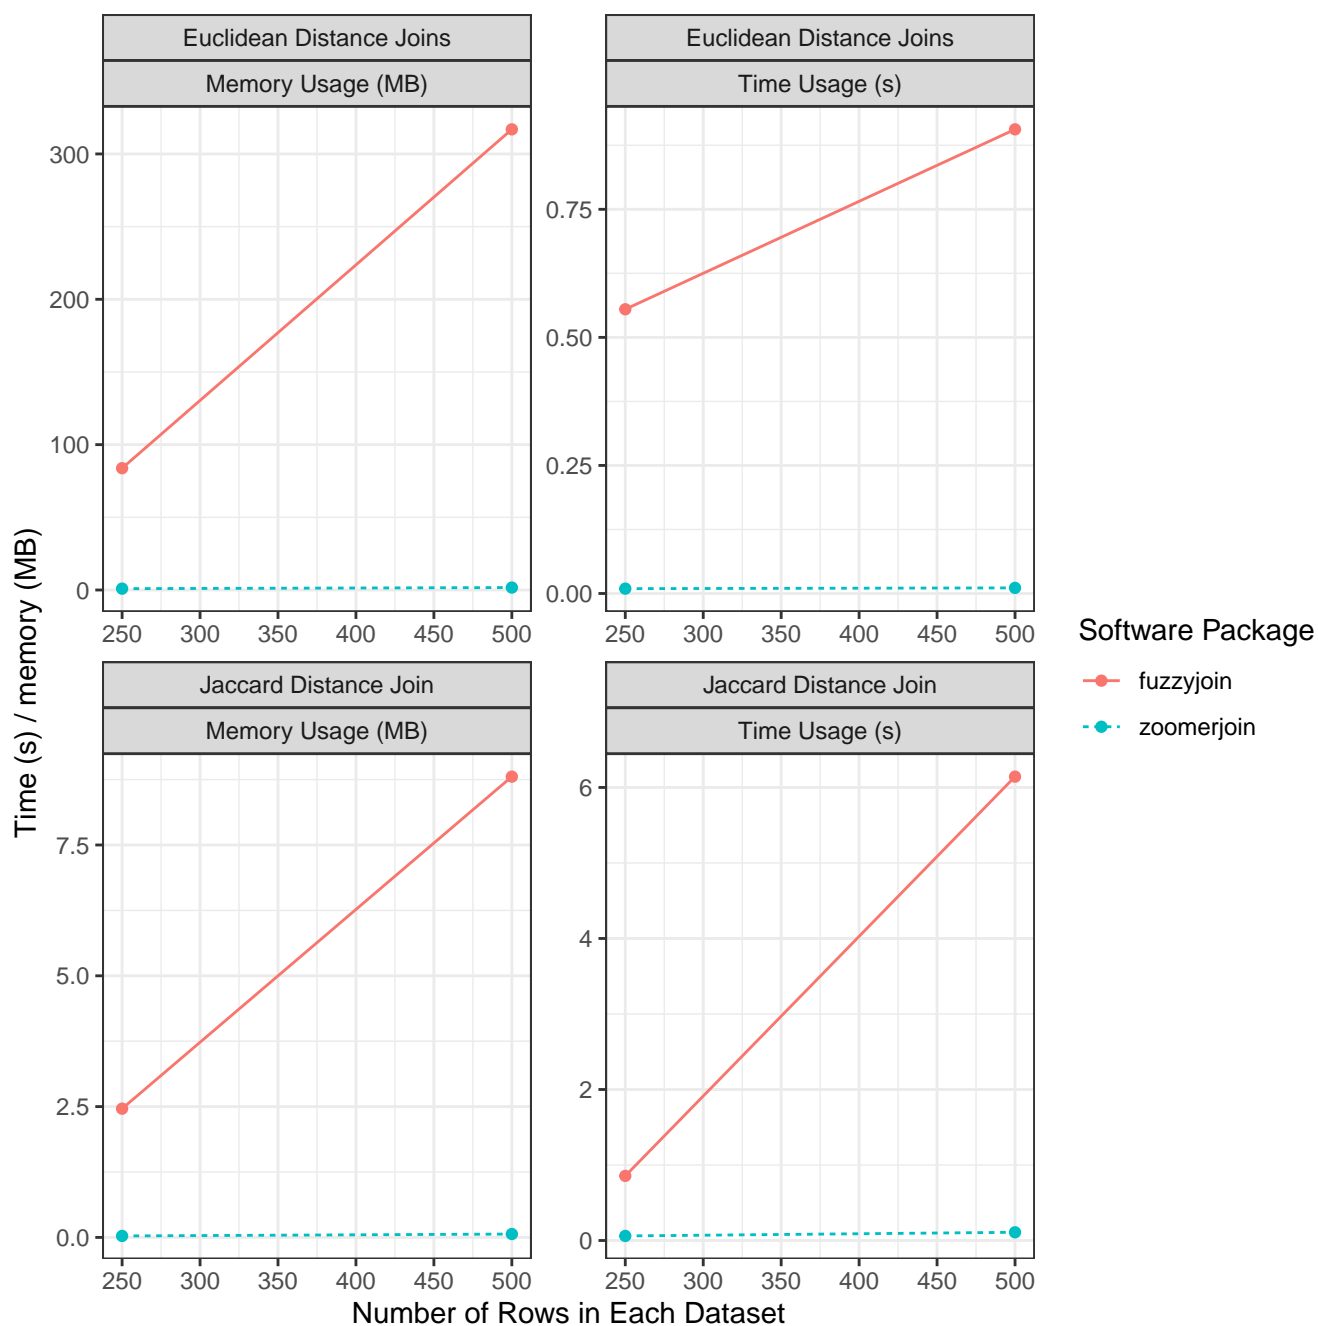 Euclidean Distance Joins
Memory Usage (MB)
300
200
100
0
250 300 350 400 450 500
Euclidean Distance Joins
Time Usage (s)
0.75
0.50
0.25
0.00
250 300 350 400 450 500
Jaccard Distance Join
Memory Usage (MB)
7.5
5.0
2.5
0.0
250 300 350 400 450 500
Jaccard Distance Join
Time Usage (s)
6
4
2
0
250 300 350 400 450 500
Time (s) / memory (MB)
Number of Rows in Each Dataset
Software Package
fuzzyjoin
zoomerjoin